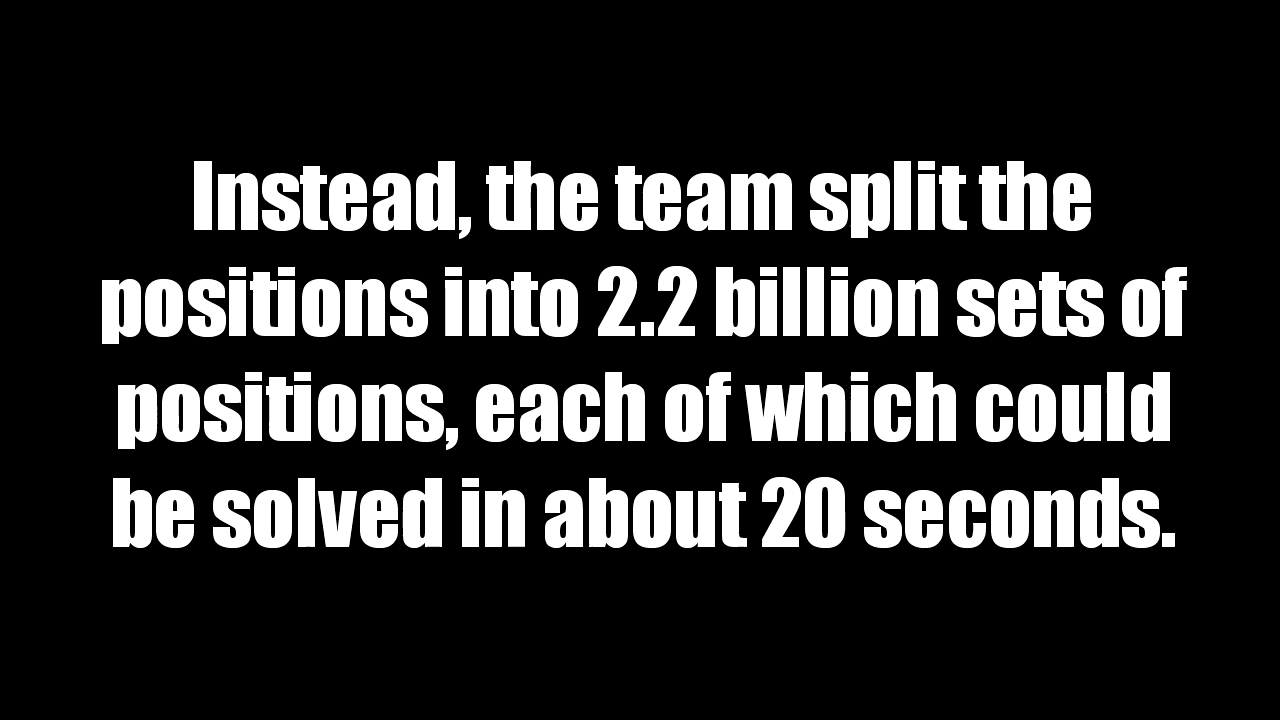 Instead, the team split the
positions into 2.2 billion sets of
positions, each of which could
be solved in about 20 seconds.